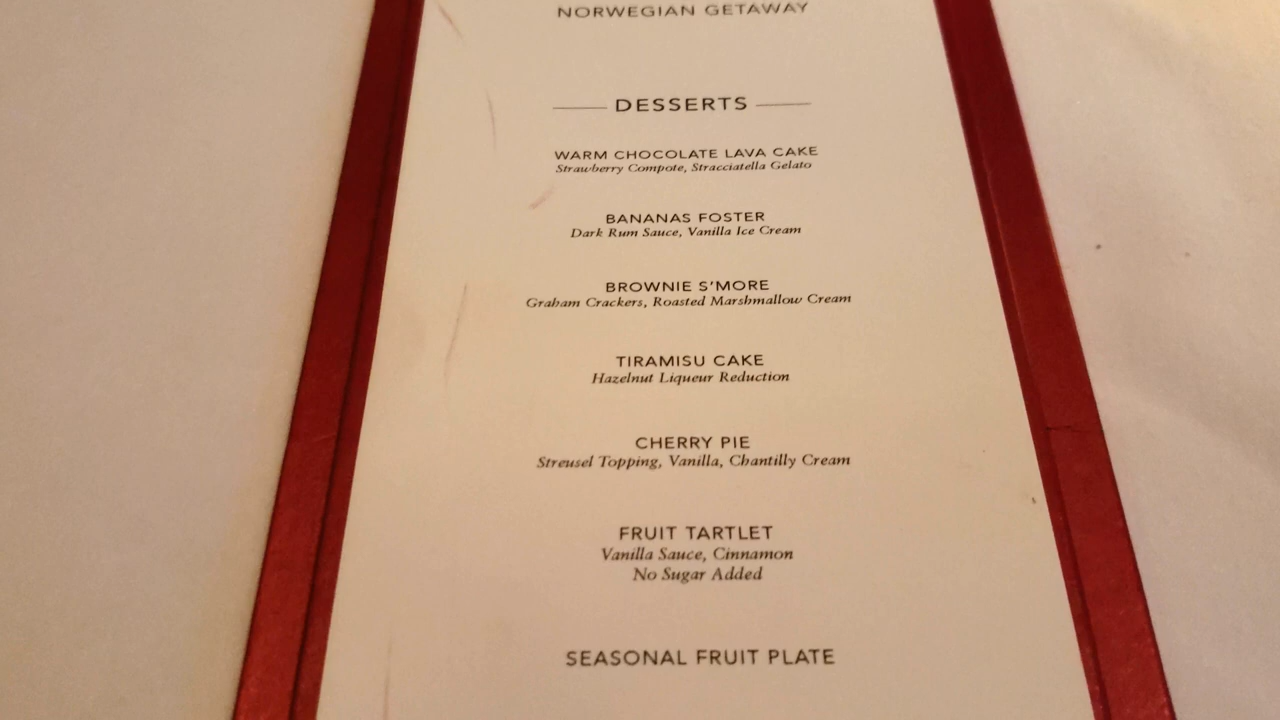 NORWEGIAN GETAWAY
DESSERTS
WARM CHOCOLATE LAVA CAKE
Strawberry Compote, Stracciatella Gelato
BANANAS FOSTER
Dark Rum Sauce, Vanilla Ice Cream
BROWNIE S'MORE
Graham Crackers, Roasted Marshmallow Cream
TIRAMISU CAKE
Hazelnut Liqueur Reduction
CHERRY PIE
Streusel Topping, Vanilla, Chantilly Cream
FRUIT TARTLET
Vanilla Sauce, Cinnamon
No Sugar Added
SEASONAL FRUIT PLATE